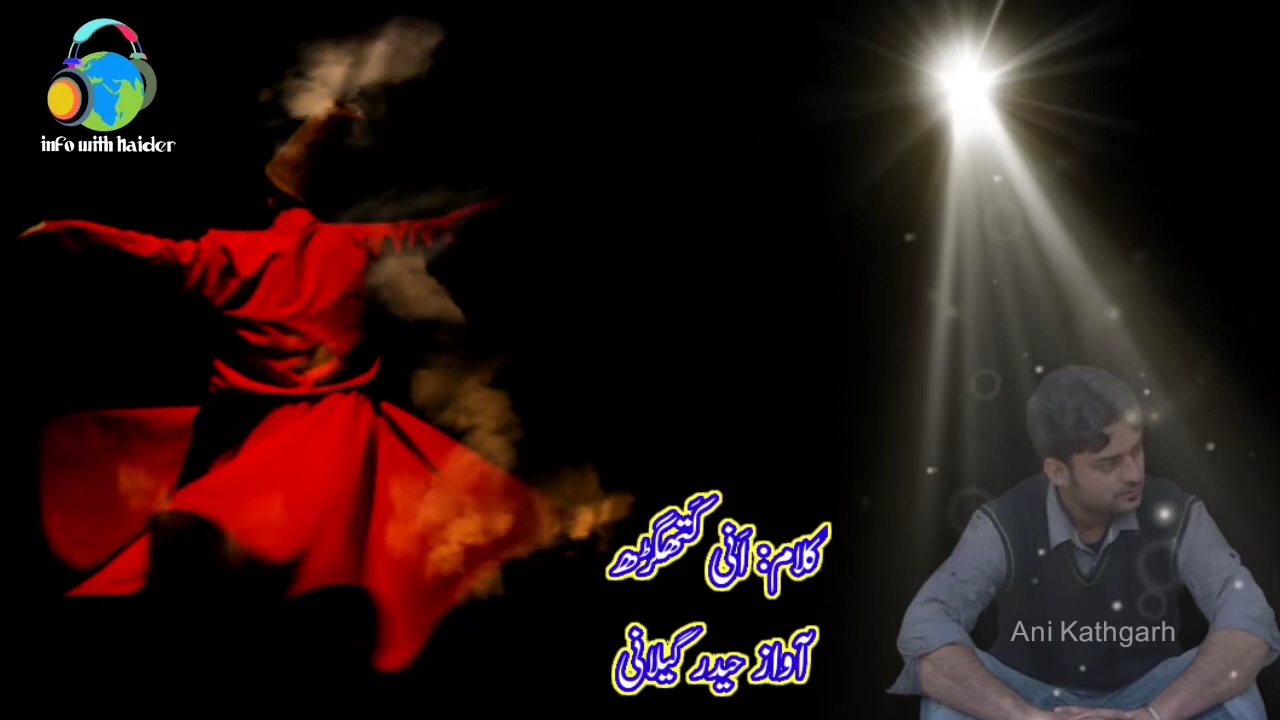 info with haider
کلام: آنی کتھگڑھ
آواز حیدر گیلانی
Ani Kathgarh